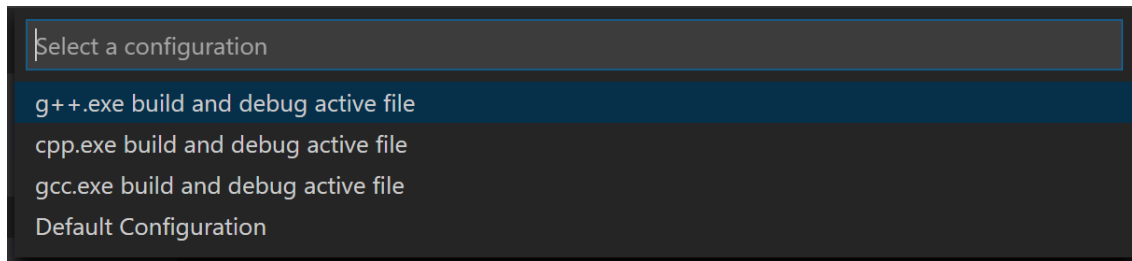 Select a configuration
g++.exe build and debug active file
cpp.exe build and debug active file
gcc.exe build and debug active file
Default Configuration